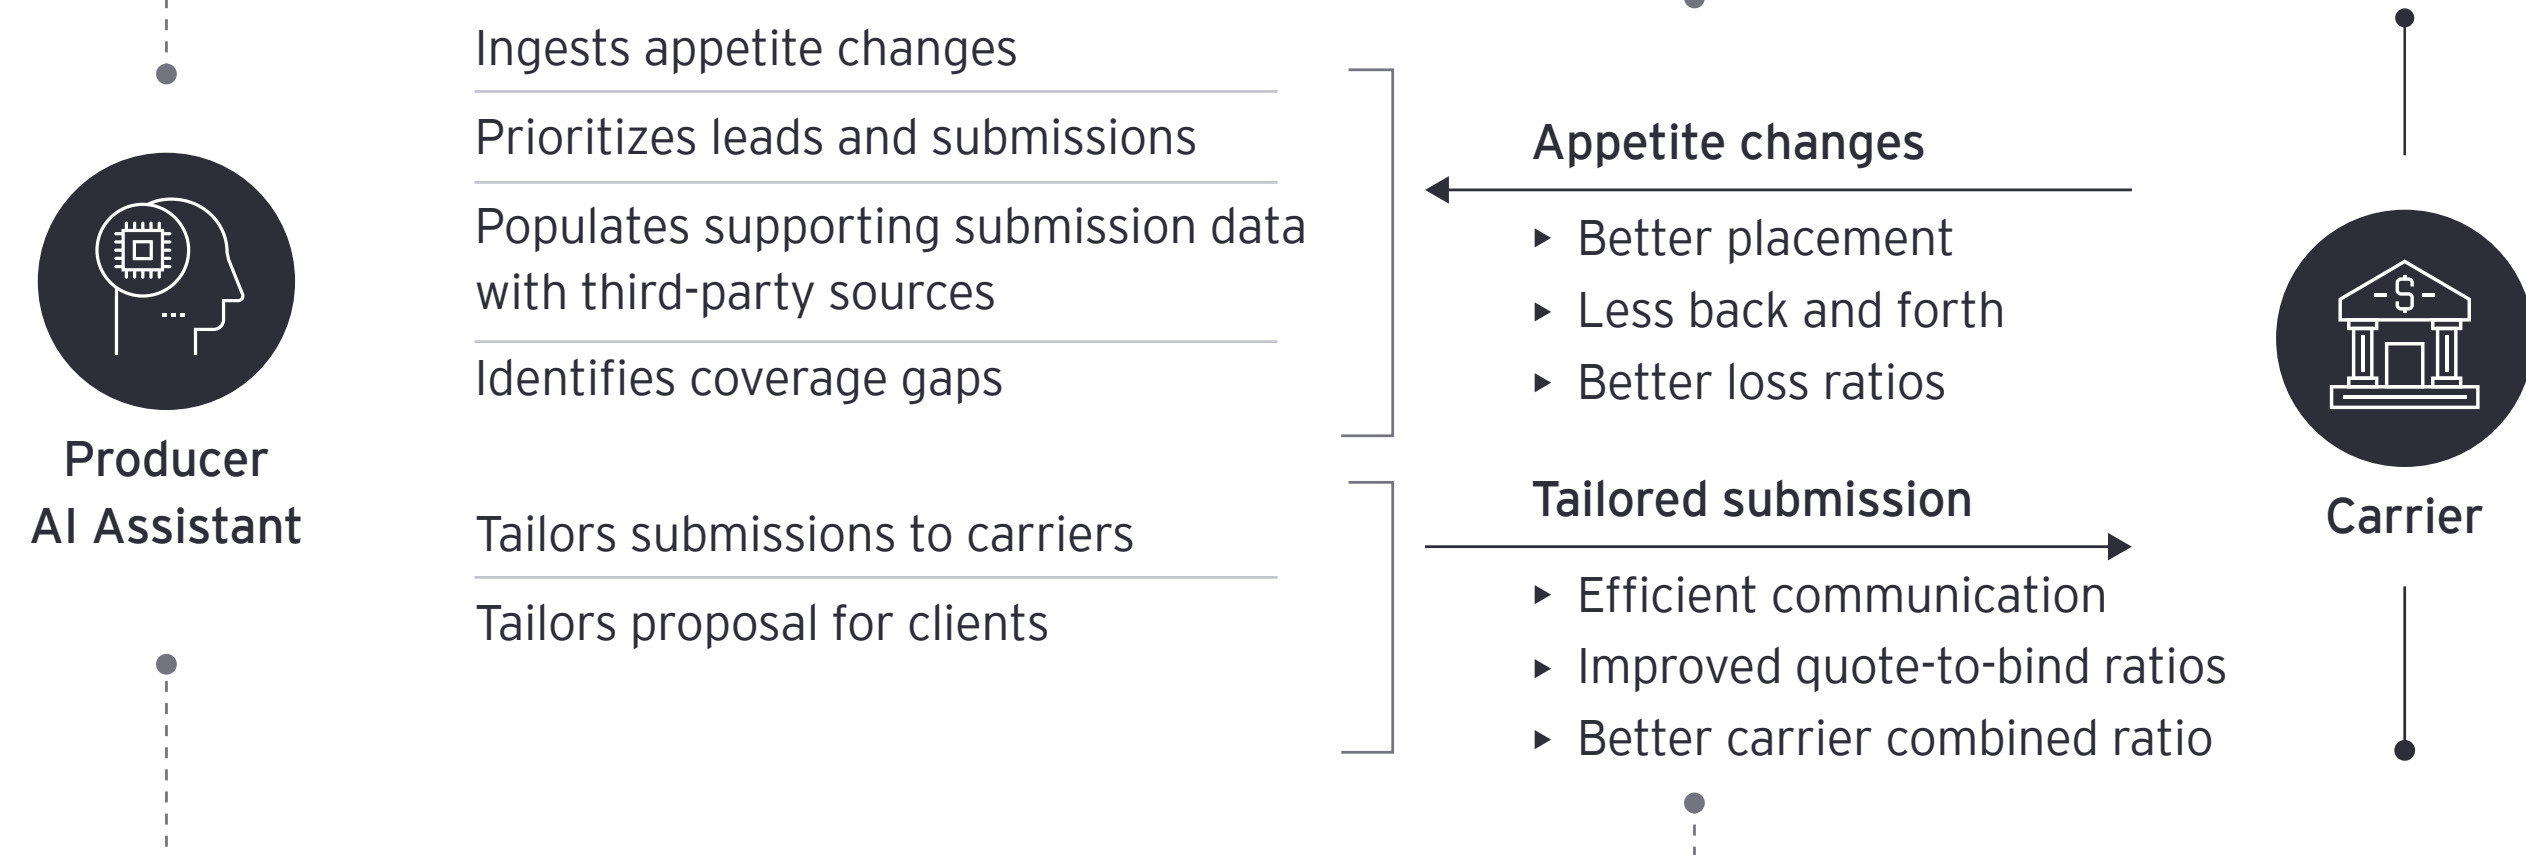 Ingests appetite changes
Prioritizes leads and submissions
Populates supporting submission data
with third-party sources
Identifies coverage gaps
Producer
AI Assistant
Tailors submissions to carriers
Tailors proposal for clients
Appetite changes
▸ Better placement
▸ Less back and forth
▸ Better loss ratios
Tailored submission
▸ Efficient communication
▸ Improved quote-to-bind ratios
▸ Better carrier combined ratio
$
Carrier